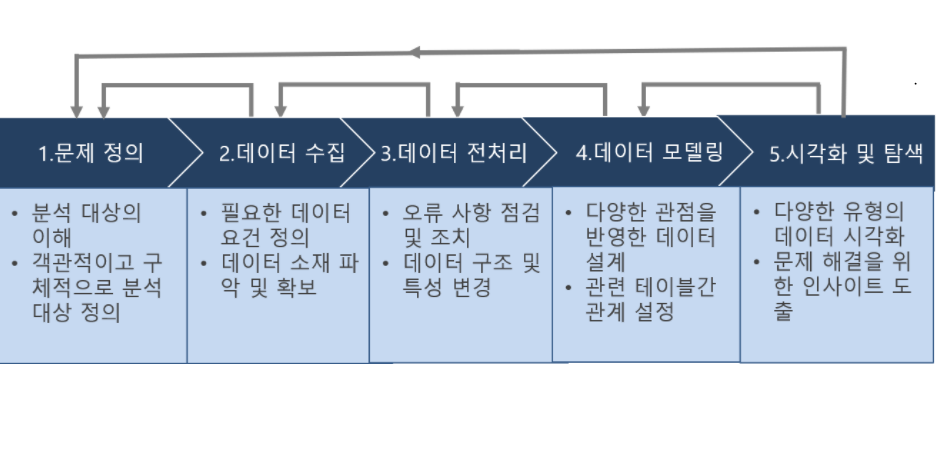 1.문제 정의
2.데이터 수집
3.데이터 전처리
4.데이터 모델링
5.시각화 및 탐색
• 분석 대상의
이해
• 객관적이고 구
체적으로 분석
대상 정의
• 필요한 데이터
요건 정의
• 데이터 소재 파
악 및 확보
• 오류 사항 점검
및 조치
• 데이터 구조 및
특성 변경
• 다양한 관점을
반영한 데이터
설계
• 관련 테이블간
관계 설정
• 다양한 유형의
데이터 시각화
• 문제 해결을 위
한 인사이트 도
출